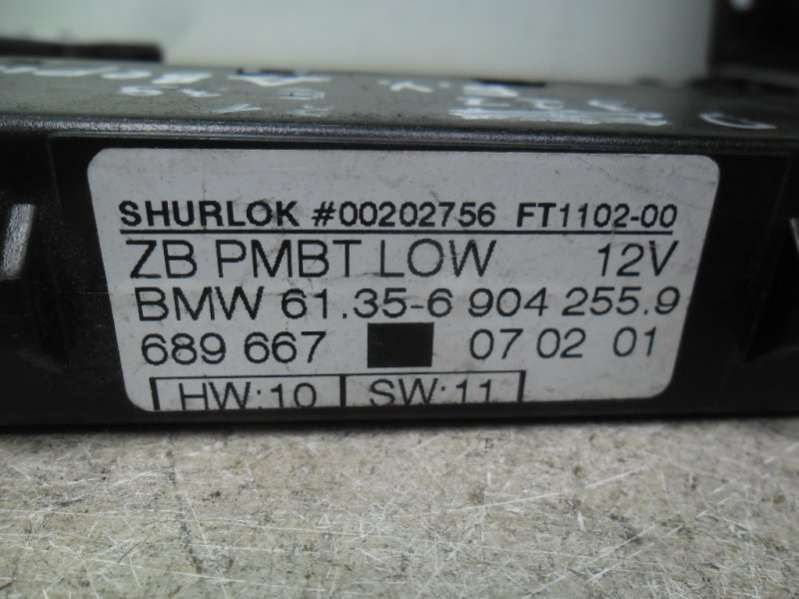 SHURLOK #00202756 FT1102-00
ZB PMBT LOW 12V
BMW 61.35-6 904 255.9
689 667 07 02 01
HW:10 SW:11